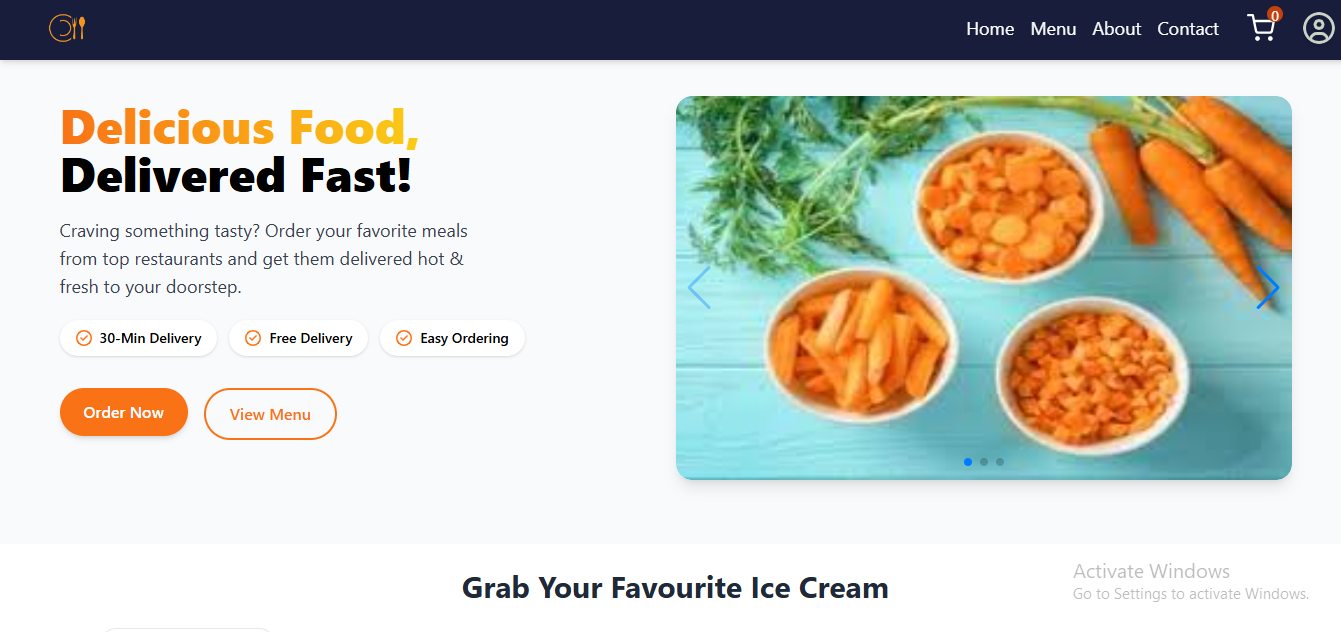 Home Menu About Contact 0
Delicious Food,
Delivered Fast!
Craving something tasty? Order your favorite meals
from top restaurants and get them delivered hot &
fresh to your doorstep.
30-Min Delivery Free Delivery Easy Ordering
Order Now View Menu
Grab Your Favourite Ice Cream
Activate Windows
Go to Settings to activate Windows.